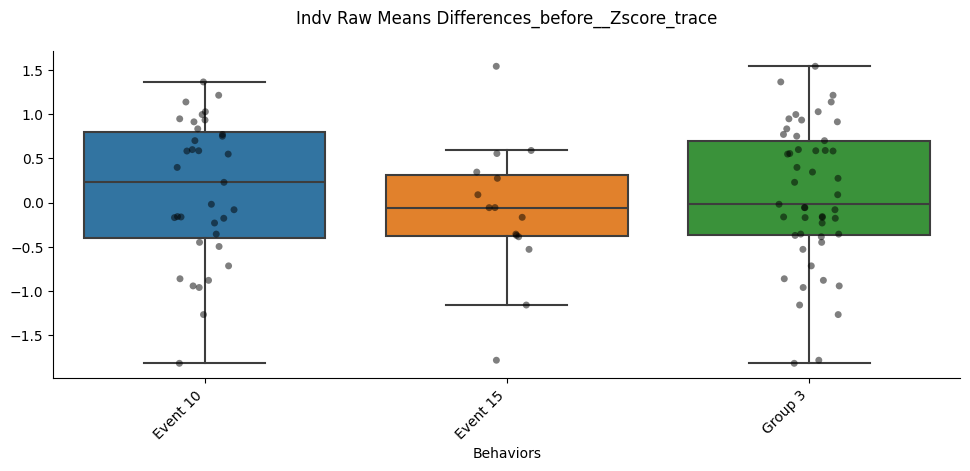 Indv Raw Means Differences_before__Zscore_trace
1.5
1.0
0.5
0.0
−0.5
−1.0
−1.5
Event 10
Event 15
Group 3
Behaviors